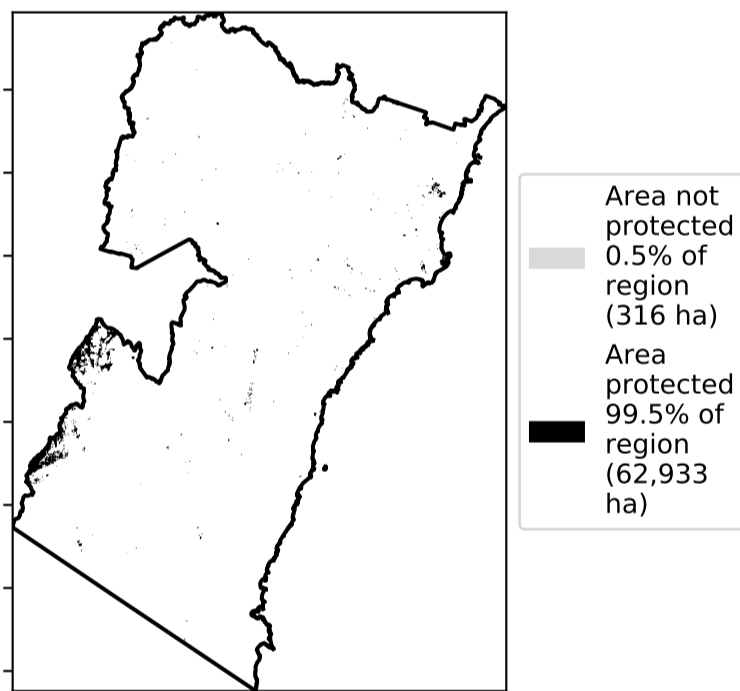 Area not
protected
0.5% of
region
(316 ha)
Area
protected
99.5% of
region
(62,933
ha)